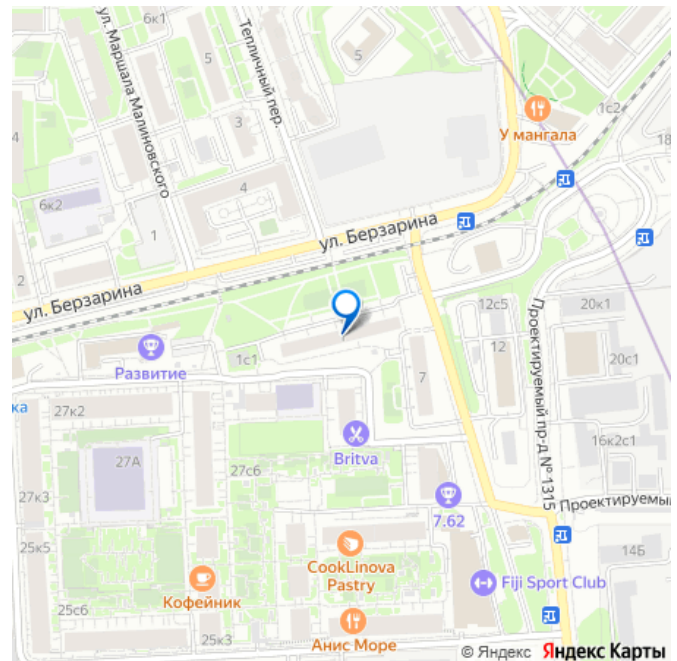 6к1
5
5
ул. Маршала Малиновского
Тепличный пер.
1с2
У мангала
3
4
4
18
6к2
1
ул. Берзарина
2
ул. Берзарина
12с5
20к1
Проектируемый пр-д № 1315
12
1с1
20с1
Развитие
7
ка
27к2
16к2с1
Britva
27А
27с6
27к3
7.62
Проектируемый
25к5
14Б
CookLinova
Pastry
Кофейник
Fiji Sport Club
25с6
25к3
Анис Море
© Яндекс Яндекс Карты